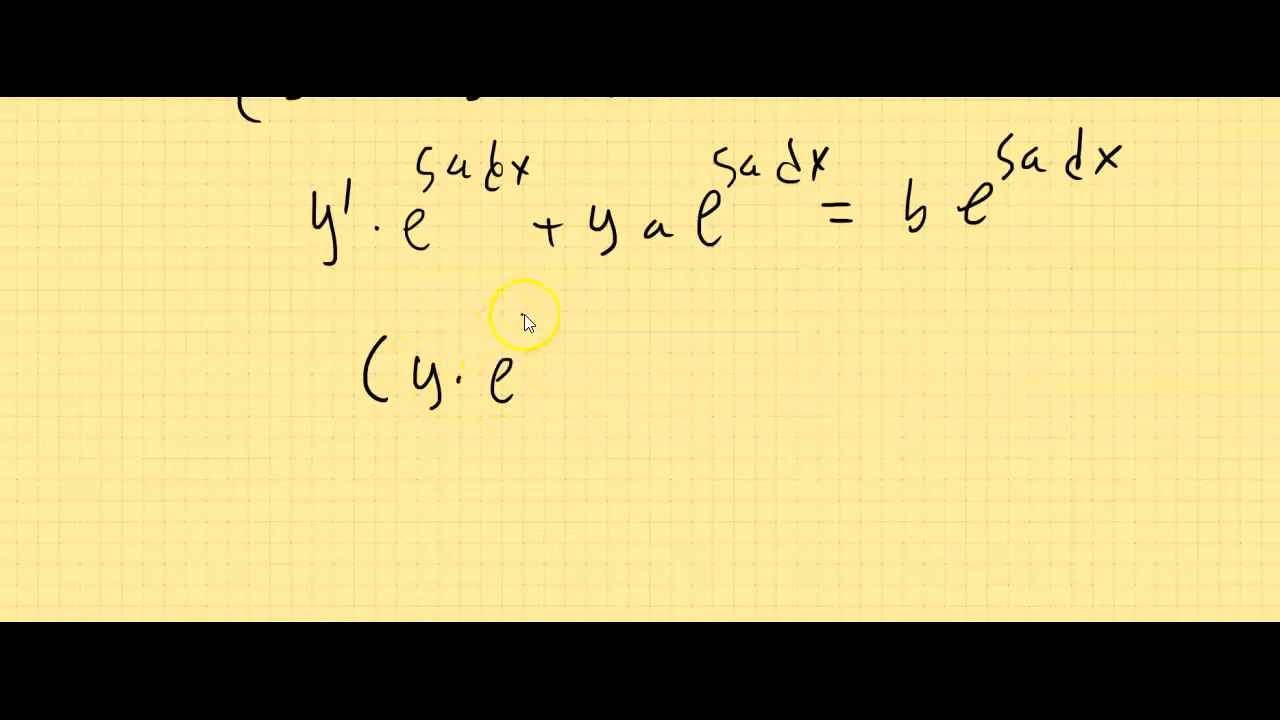 y' · e^{∫a dx} + y a e^{∫a dx} = b e^{∫a dx}
(y · e